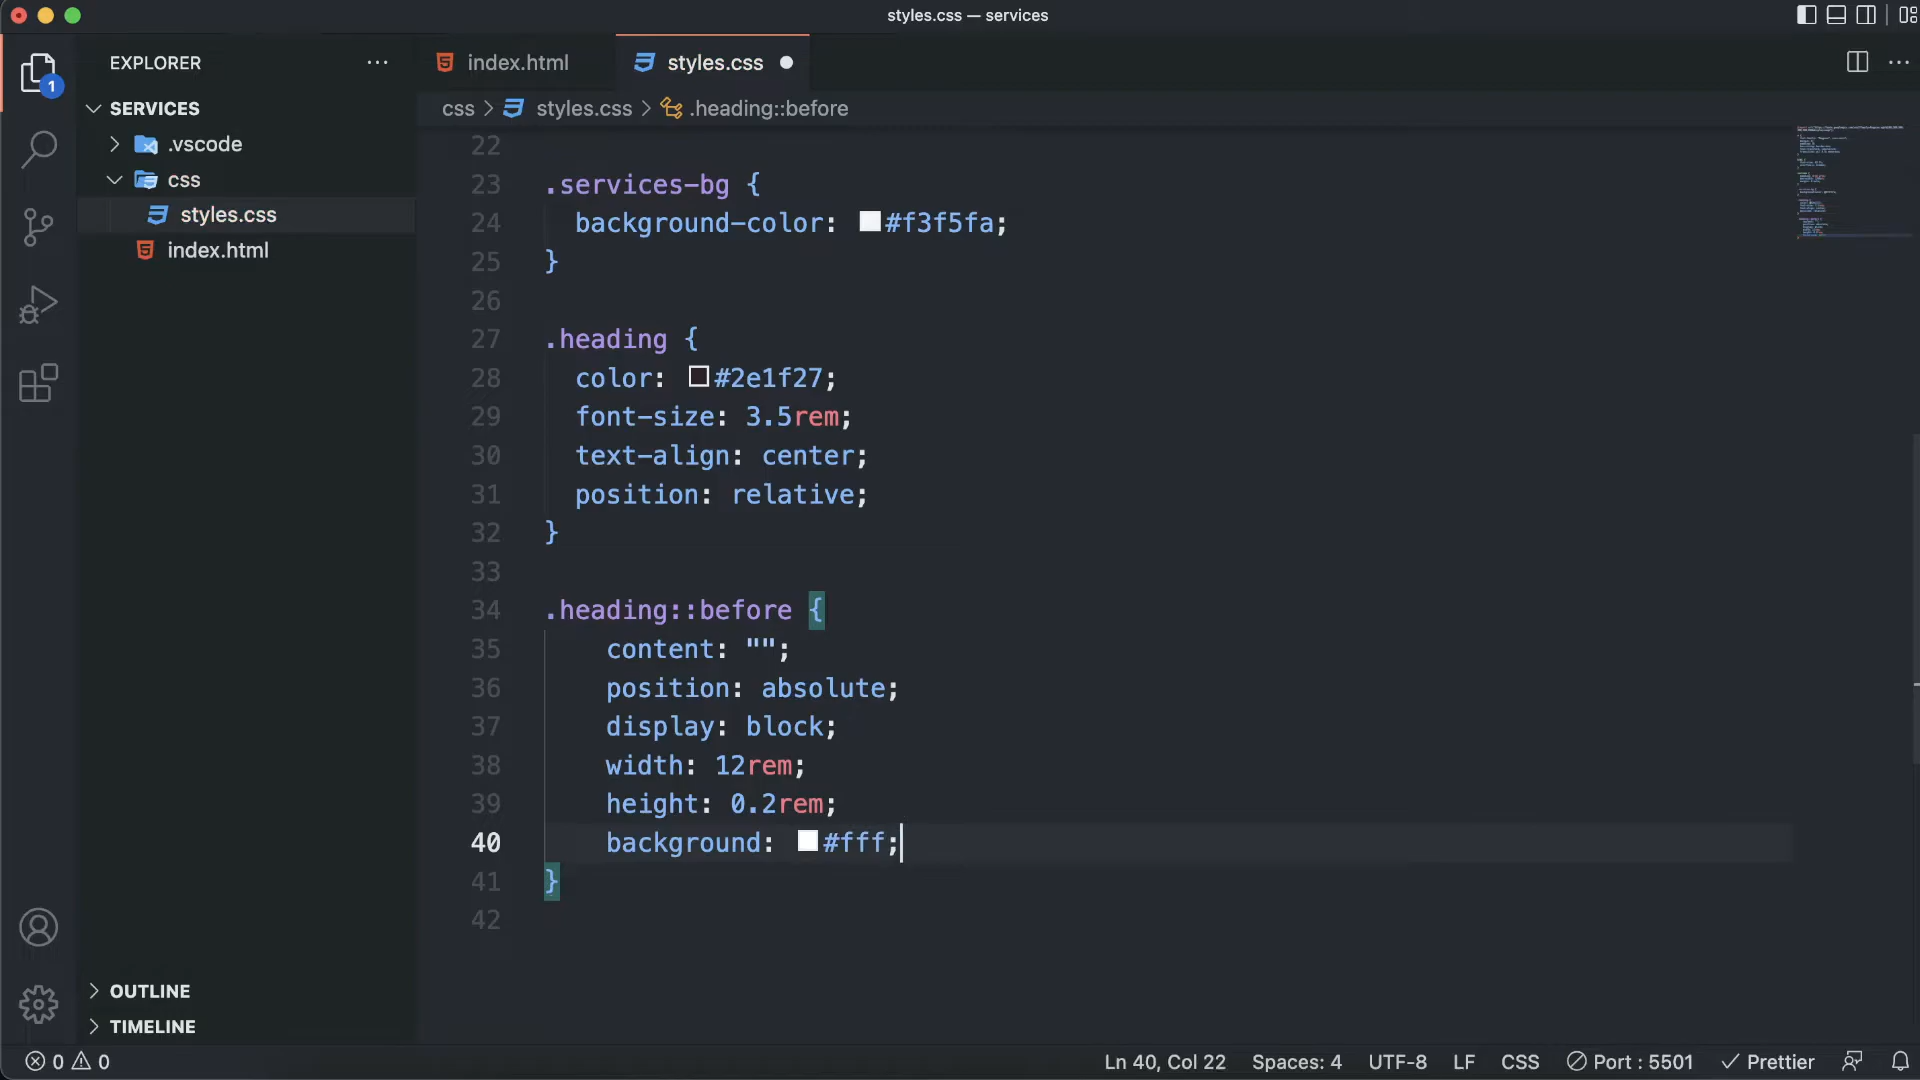 styles.css — services
EXPLORER
index.html
styles.css
1
SERVICES
css
styles.css
.heading::before
.vscode
css
styles.css
index.html
22
23 .services-bg {
24 background-color: #f3f5fa;
25 }
26
27 .heading {
28 color: #2e1f27;
29 font-size: 3.5rem;
30 text-align: center;
31 position: relative;
32 }
33
34 .heading::before {
35 content: "";
36 position: absolute;
37 display: block;
38 width: 12rem;
39 height: 0.2rem;
40 background: #fff;
41 }
42
OUTLINE
TIMELINE
0 0 Ln 40, Col 22 Spaces: 4 UTF-8 LF CSS Port : 5501 Prettier